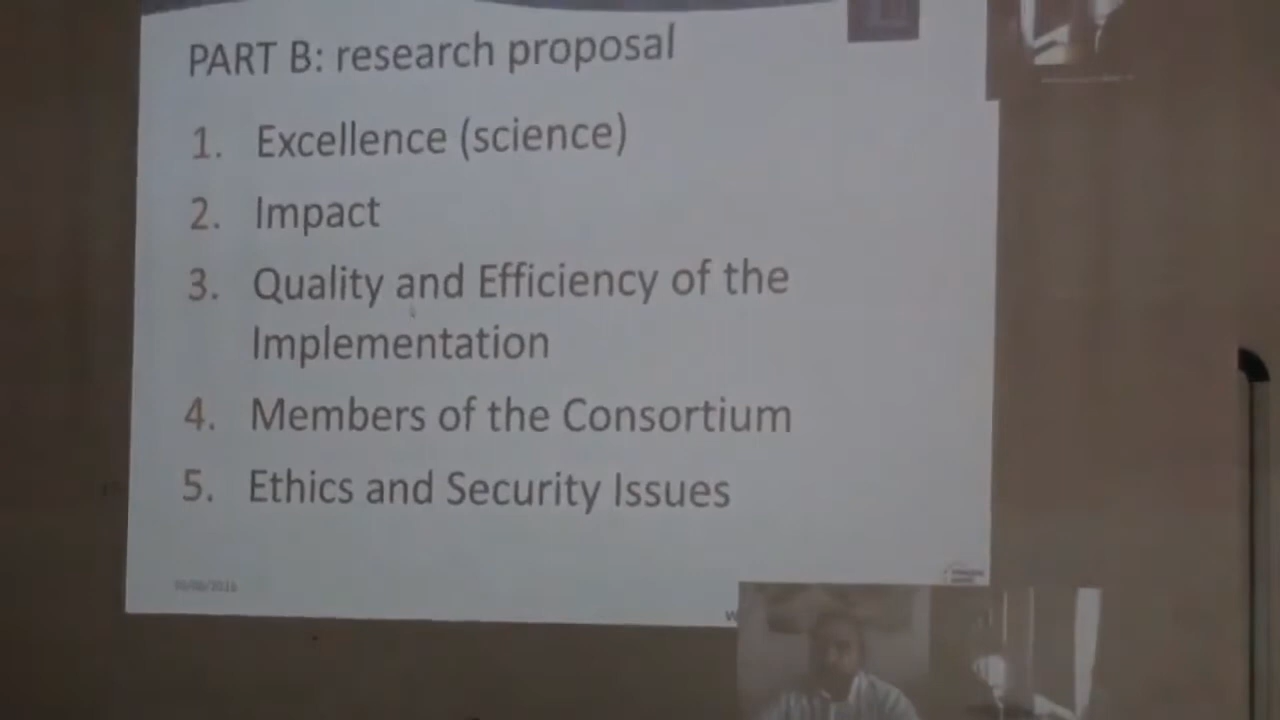 PART B: research proposal
1. Excellence (science)
2. Impact
3. Quality and Efficiency of the
Implementation
4. Members of the Consortium
5. Ethics and Security Issues